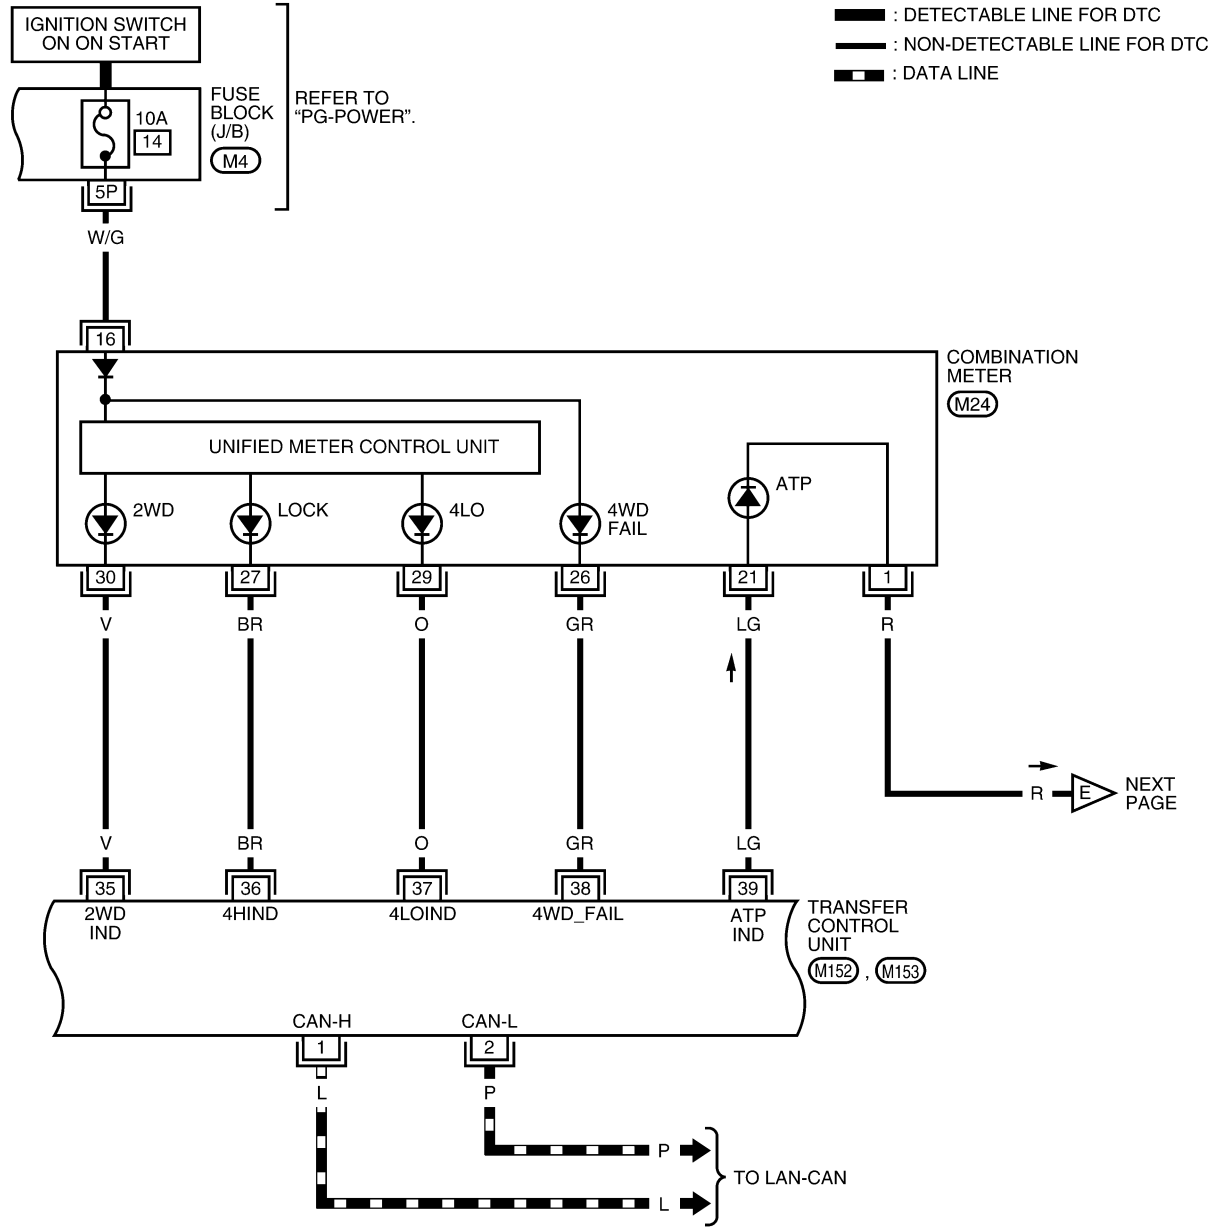 IGNITION SWITCH
ON ON START
: DETECTABLE LINE FOR DTC
: NON-DETECTABLE LINE FOR DTC
: DATA LINE
10A
14
FUSE
BLOCK
(J/B)
M4
REFER TO
“PG-POWER”.
5P
W/G
16
COMBINATION
METER
M24
UNIFIED METER CONTROL UNIT
2WD
LOCK
4LO
4WD
FAIL
ATP
30
27
29
26
21
1
V
BR
O
GR
LG
R
R
E
NEXT
PAGE
V
BR
O
GR
LG
35
36
37
38
39
2WD
IND
4HIND
4LOIND
4WD_FAIL
ATP
IND
TRANSFER
CONTROL
UNIT
M152 , M153
CAN-H
CAN-L
1
2
L
P
P
L
TO LAN-CAN